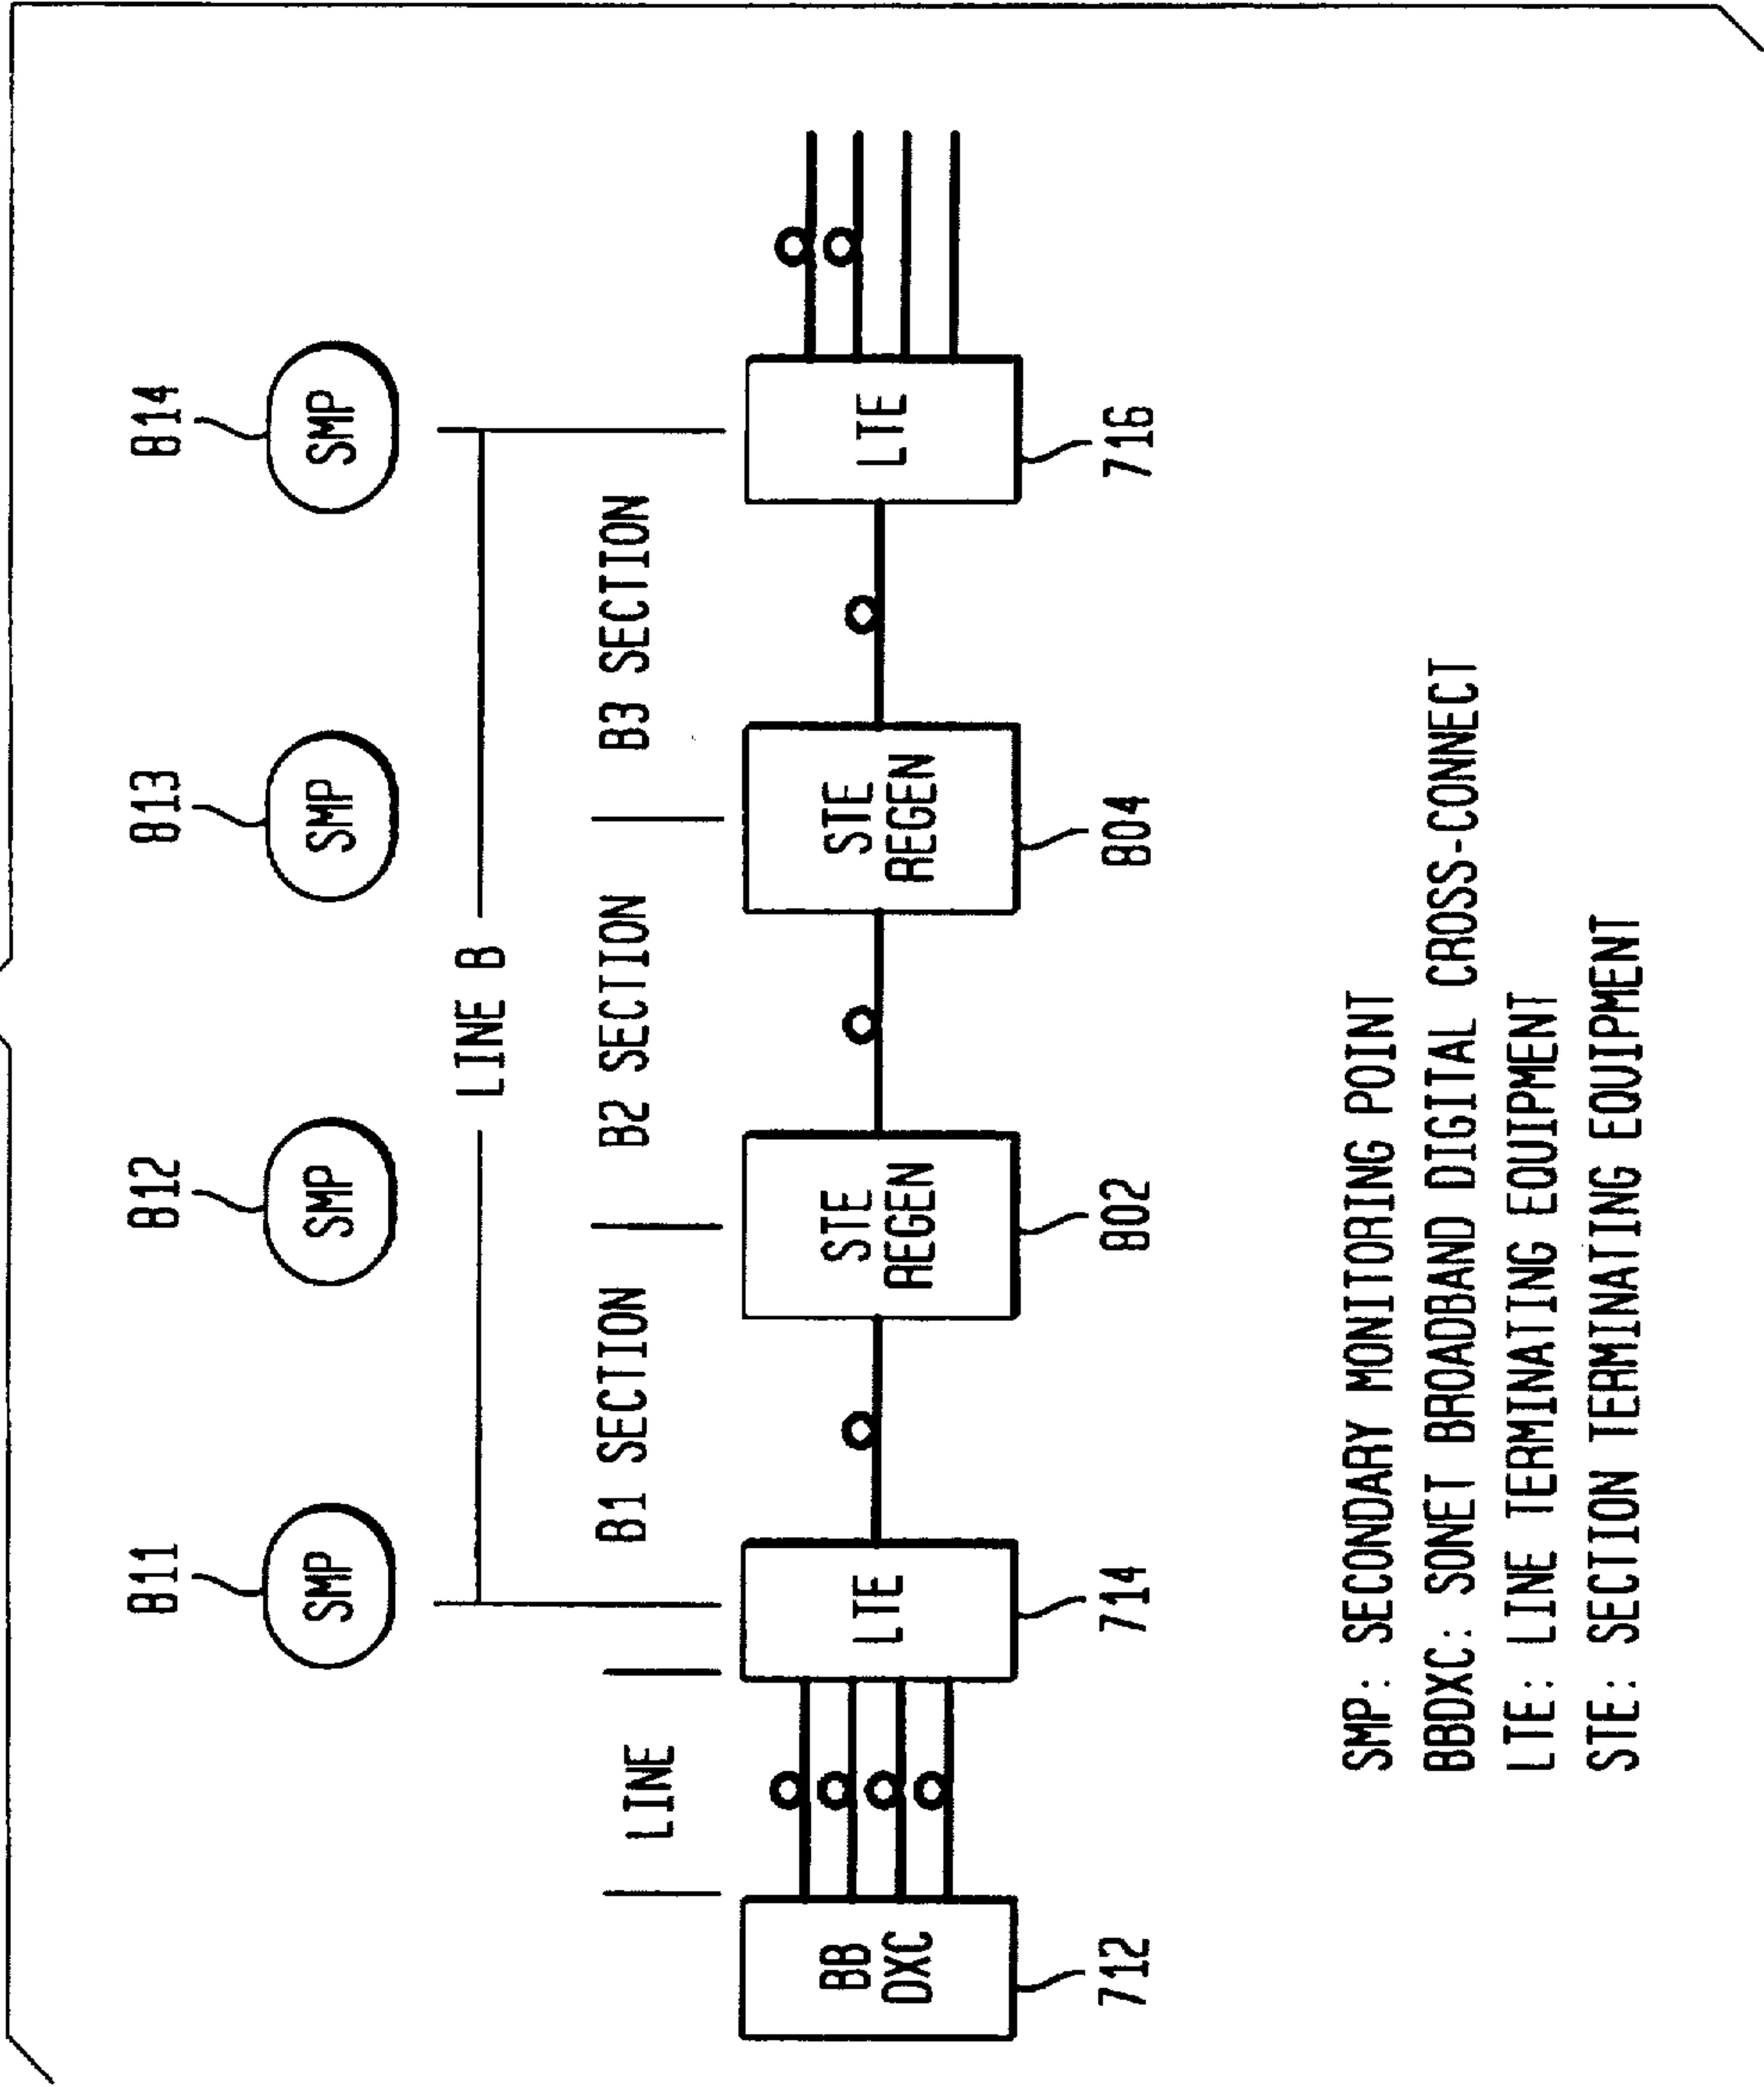 811
812
813
814
SMP
SMP
SMP
SMP
LINE B
LINE
B1 SECTION
B2 SECTION
B3 SECTION
BB
DXC
LTE
STE
REGEN
STE
REGEN
LTE
712
714
802
804
716
SMP: SECONDARY MONITORING POINT
BBDXC: SONET BROADBAND DIGITAL CROSS-CONNECT
LTE: LINE TERMINATING EQUIPMENT
STE: SECTION TERMINATING EQUIPMENT